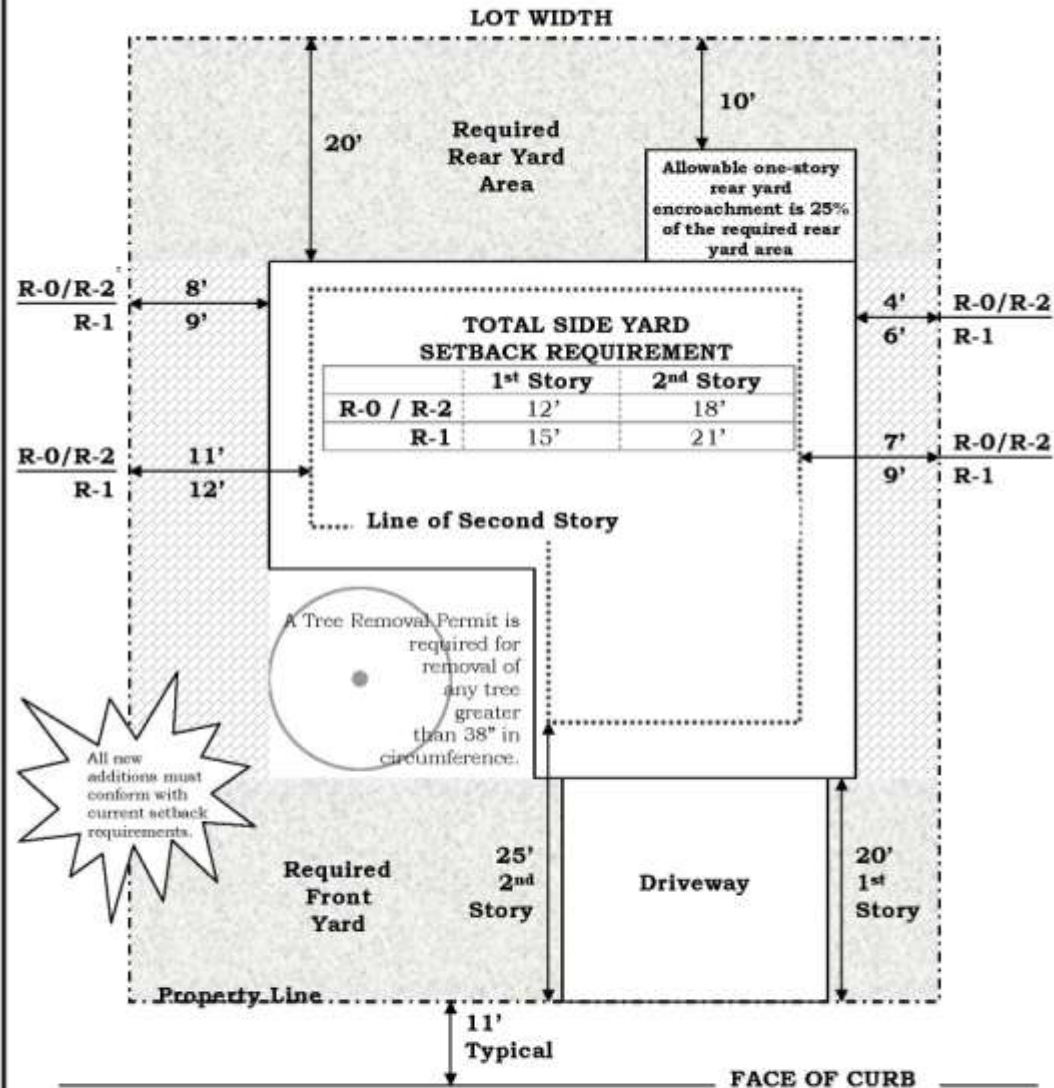 LOT WIDTH
10'
20'
Required
Rear Yard
Area
Allowable one-story
rear yard
encroachment is 25%
of the required rear
yard area
R-0/R-2
R-1
8'
9'
4'
6'
R-0/R-2
R-1
TOTAL SIDE YARD
SETBACK REQUIREMENT
1st Story 2nd Story
R-0 / R-2 12' 18'
R-1 15' 21'
R-0/R-2
R-1
11'
12'
7'
9'
R-0/R-2
R-1
Line of Second Story
A Tree Removal Permit is
required for
removal of
any tree
greater
than 38" in
circumference.
All new
additions must
conform with
current setback
requirements.
Required
Front
Yard
25'
2nd
Story
Driveway
20'
1st
Story
Property Line
11'
Typical
FACE OF CURB